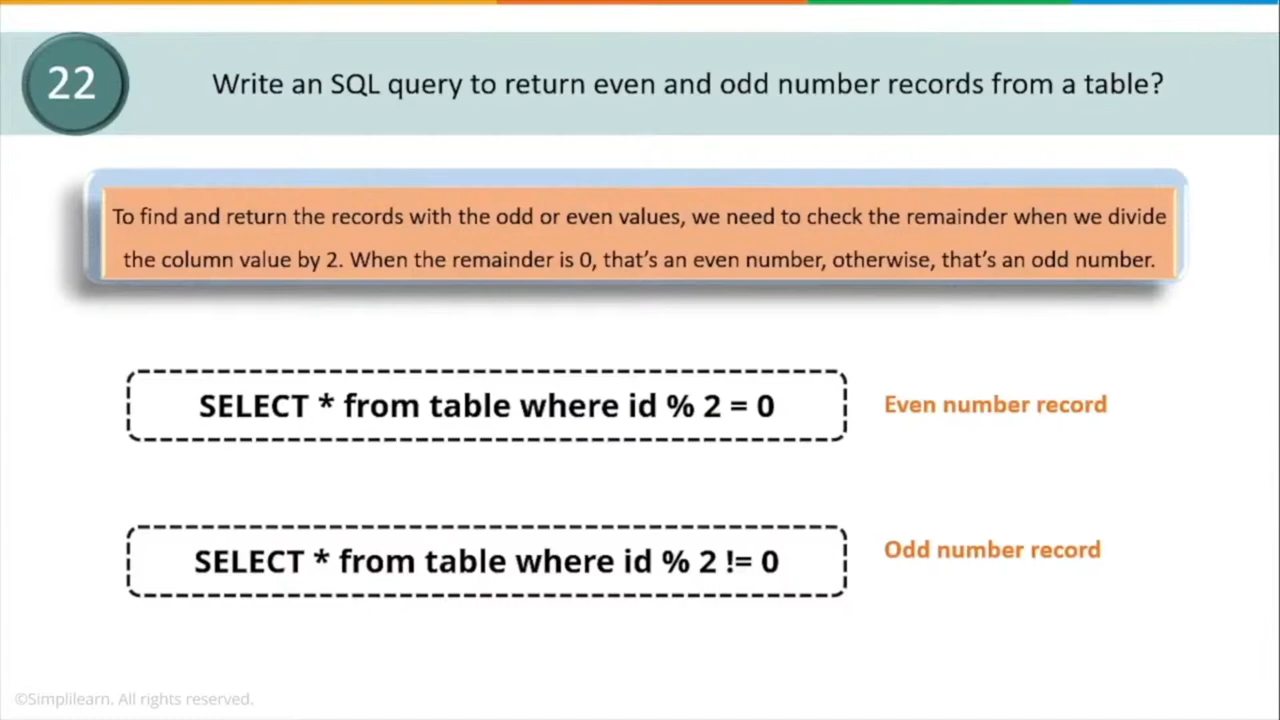 22
Write an SQL query to return even and odd number records from a table?
To find and return the records with the odd or even values, we need to check the remainder when we divide
the column value by 2. When the remainder is 0, that’s an even number, otherwise, that’s an odd number.
SELECT * from table where id % 2 = 0
Even number record
SELECT * from table where id % 2 != 0
Odd number record
©Simplilearn. All rights reserved.